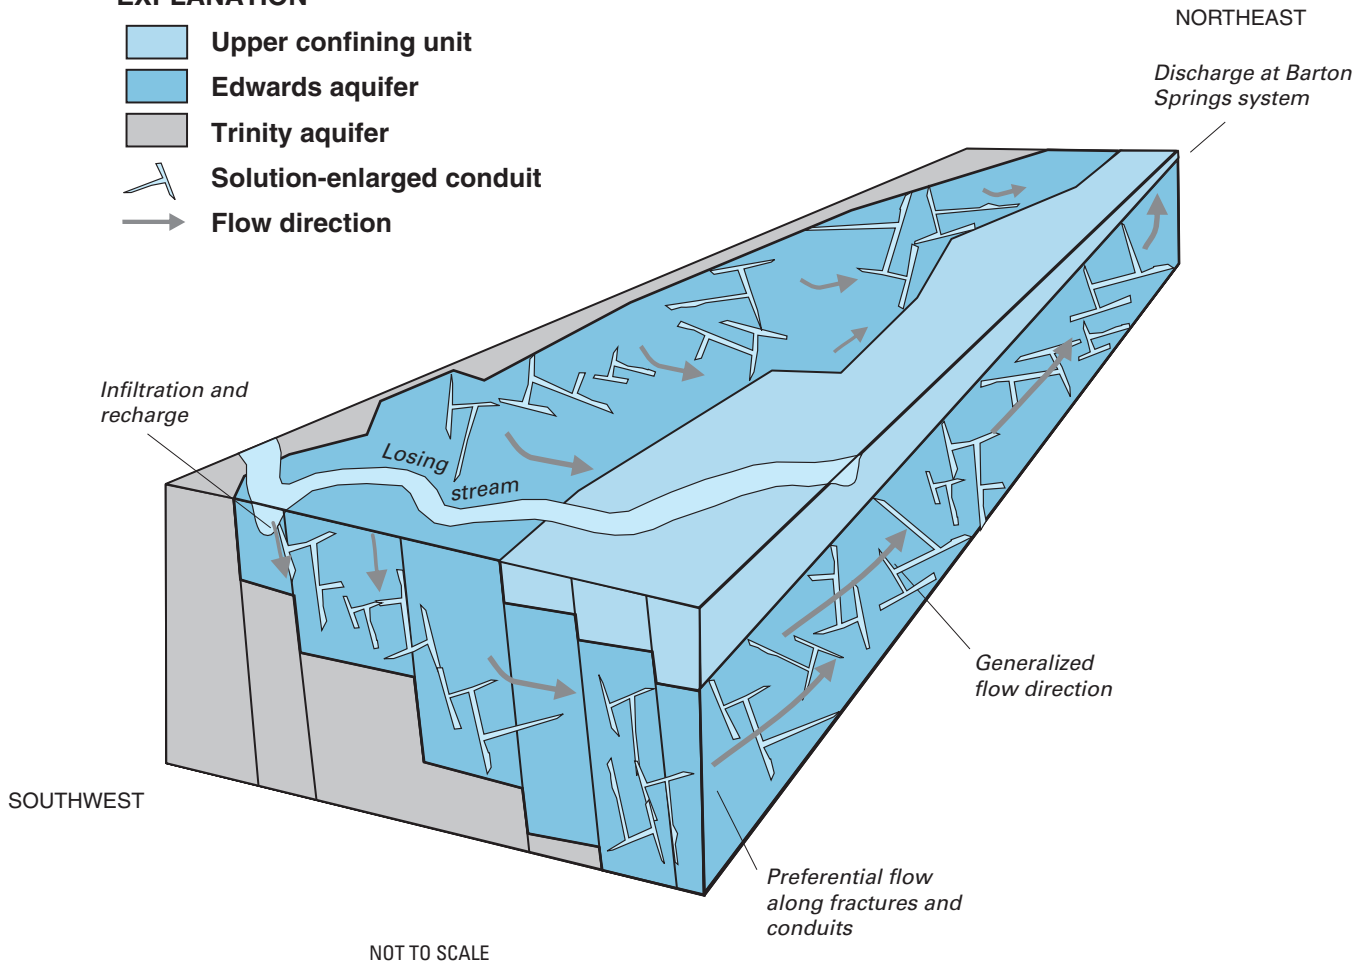 EXPLANATION
Upper confining unit
Edwards aquifer
Trinity aquifer
Solution-enlarged conduit
Flow direction
NORTHEAST
Discharge at Barton
Springs system
Infiltration and
recharge
Losing
stream
Generalized
flow direction
SOUTHWEST
Preferential flow
along fractures and
conduits
NOT TO SCALE